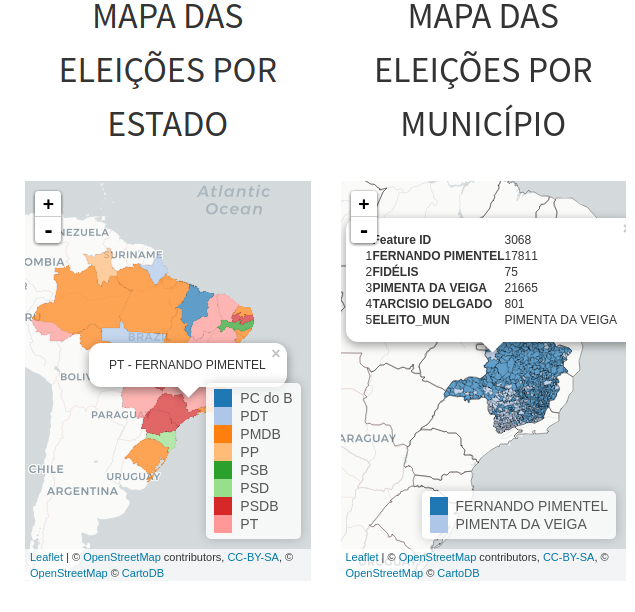 MAPA DAS
ELEIÇÕES POR
ESTADO
Atlantic
Ocean
+
-
NEZUELA
SURINAME
OMBIA
BRAZ
PT - FERNANDO PIMENTEL
×
BOLIV
PARAGUA
URUGUAY
CHILE
ARGENTINA
PC do B
PDT
PMDB
PP
PSB
PSD
PSDB
PT
Leaflet | © OpenStreetMap contributors, CC-BY-SA, ©
OpenStreetMap © CartoDB
MAPA DAS
ELEIÇÕES POR
MUNICÍPIO
+
-
Feature ID 3068
1 FERNANDO PIMENTEL 17811
2 FIDÉLIS 75
3 PIMENTA DA VEIGA 21665
4 TARCISIO DELGADO 801
5 ELEITO_MUN PIMENTA DA VEIGA
ARAGUAY
FERNANDO PIMENTEL
PIMENTA DA VEIGA
Leaflet | © OpenStreetMap contributors, CC-BY-SA, ©
OpenStreetMap © CartoDB